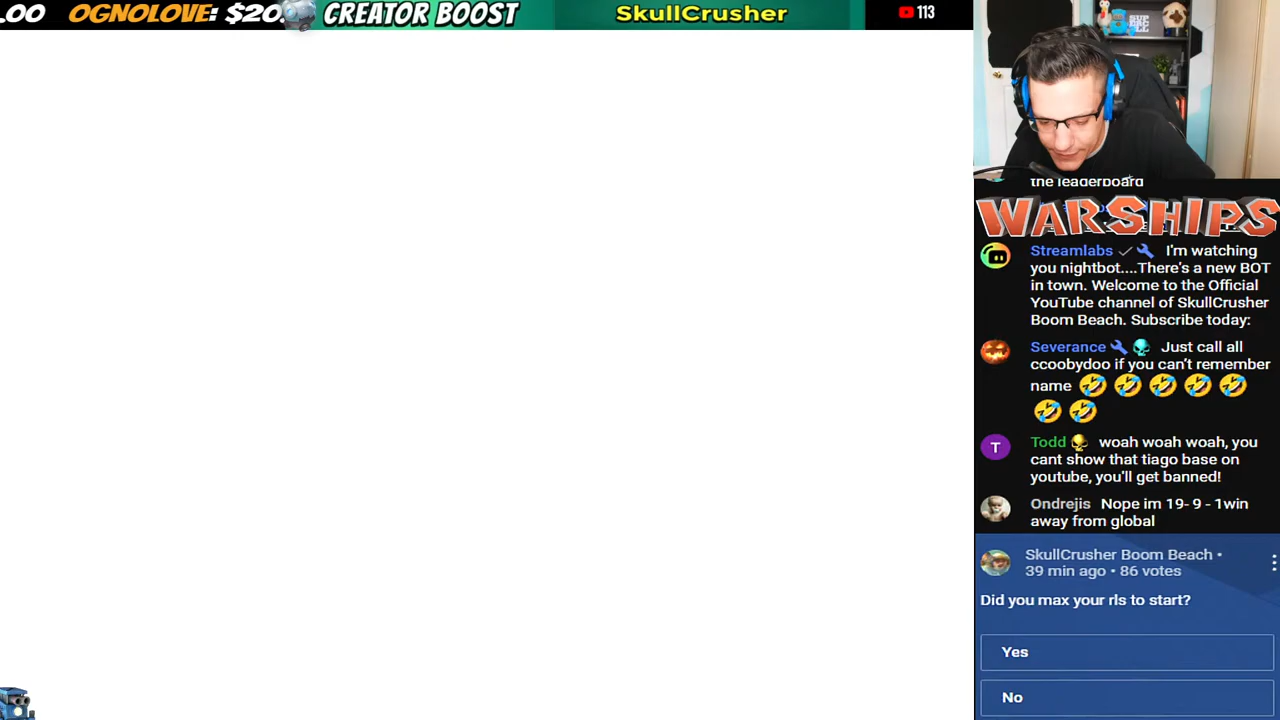 .00 OGNOLOVE: $20. CREATOR BOOST SkullCrusher 113
the leaderboard
WARSHIPS
Streamlabs I'm watching
you nightbot....There's a new BOT
in town. Welcome to the Official
YouTube channel of SkullCrusher
Boom Beach. Subscribe today:
Severance Just call all
ccoobydoo if you can't remember
name
Todd woah woah woah, you
cant show that tiago base on
youtube, you'll get banned!
Ondrejis Nope im 19- 9 - 1win
away from global
SkullCrusher Boom Beach •
39 min ago • 86 votes
Did you max your rls to start?
Yes
No